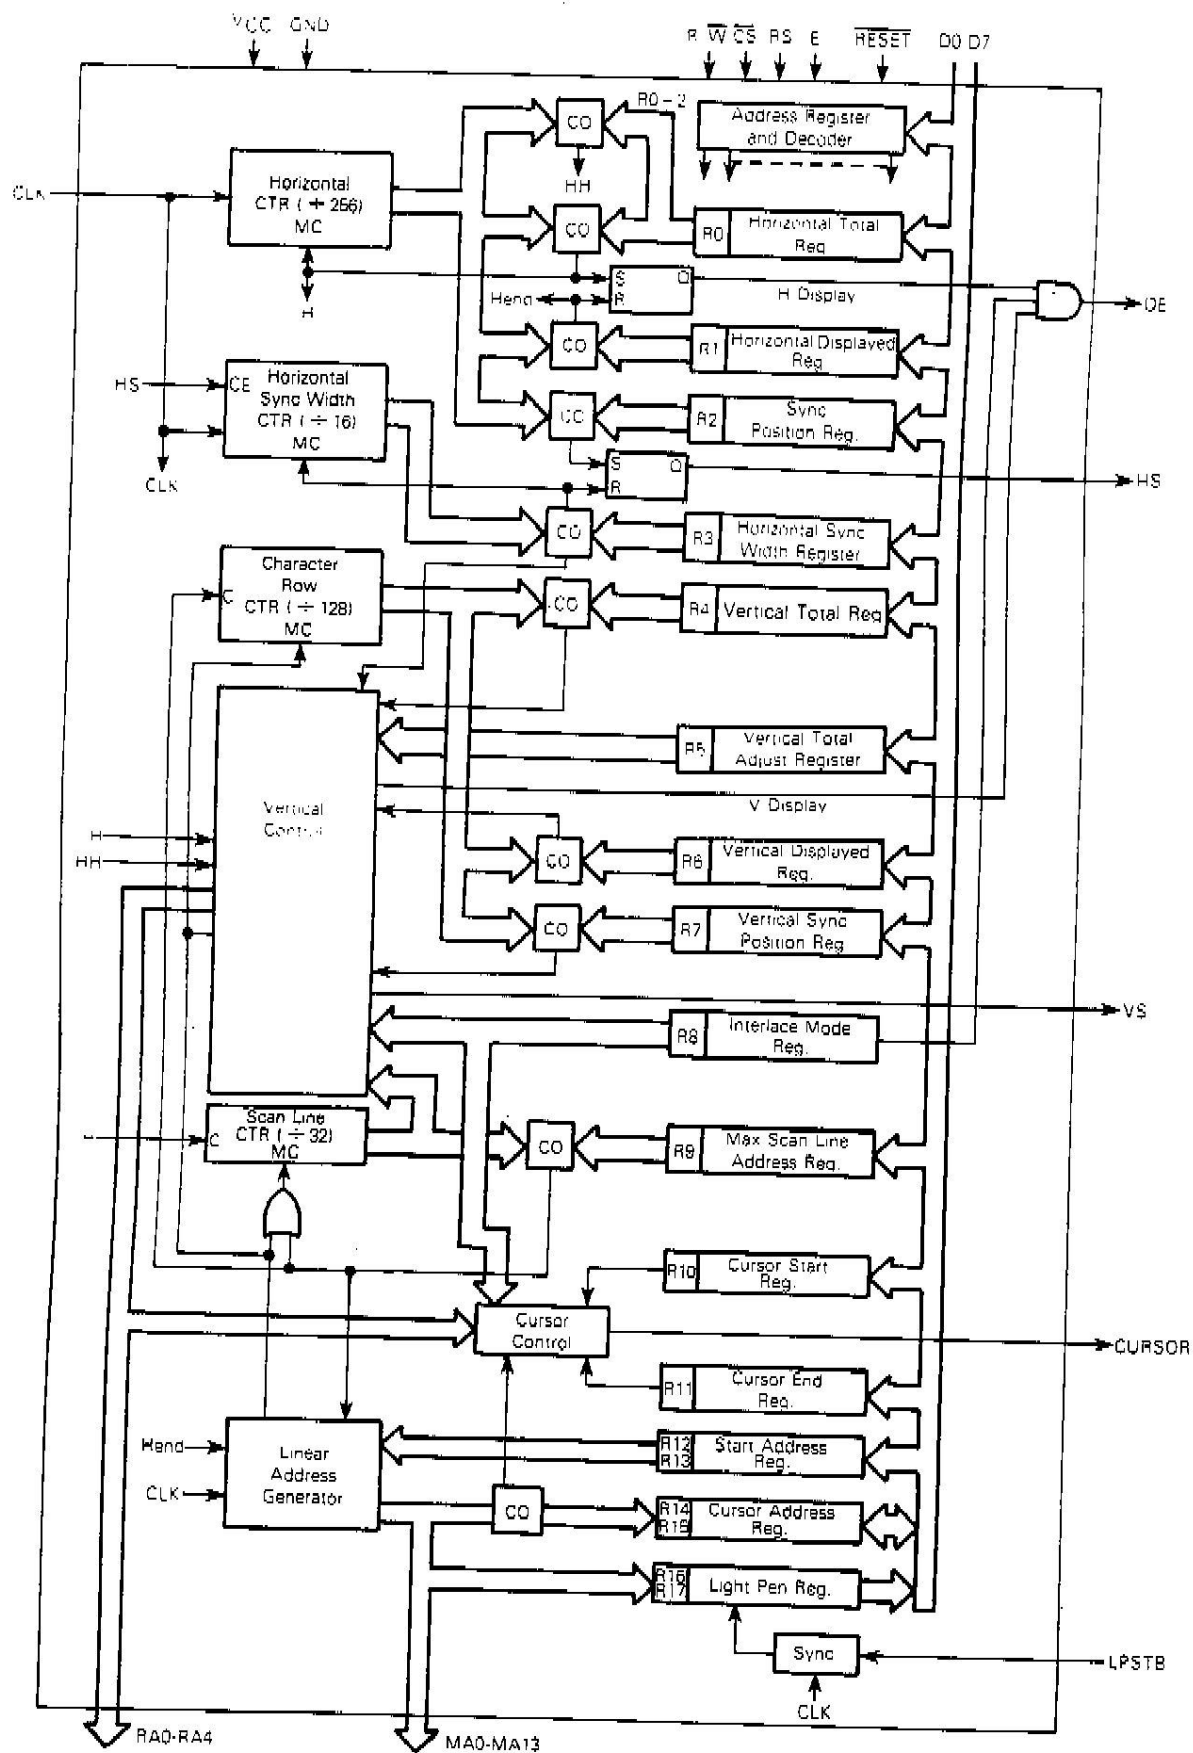 VCC GND
R W CS RS E RESET D0 D7
R0-2
CO
Address Register
and Decoder
HH
CLK
Horizontal
CTR (÷ 256)
MC
CO
R0
Horizontal Total
Reg
H
S Q
R
Hend
H Display
DE
CO
R1
Horizontal Displayed
Reg.
HS
CE
Horizontal
Sync Width
CTR (÷ 16)
MC
CO
R2
Sync
Position Reg.
CLK
S Q
R
HS
CO
R3
Horizontal Sync
Width Register
C
Character
Row
CTR (÷ 128)
MC
CO
R4
Vertical Total Reg
R5
Vertical Total
Adjust Register
Vertical
Control
V Display
H
HH
CO
R6
Vertical Displayed
Reg.
CO
R7
Vertical Sync
Position Reg
VS
R8
Interlace Mode
Reg.
C
Scan Line
CTR (÷ 32)
MC
CO
R9
Max Scan Line
Address Reg.
R10
Cursor Start
Reg.
Cursor
Control
CURSOR
R11
Cursor End
Reg.
Hend
CLK
Linear
Address
Generator
R12
R13
Start Address
Reg.
CO
R14
R15
Cursor Address
Reg.
R16
R17
Light Pen Reg.
Sync
LPSTB
CLK
RA0-RA4
MA0-MA13